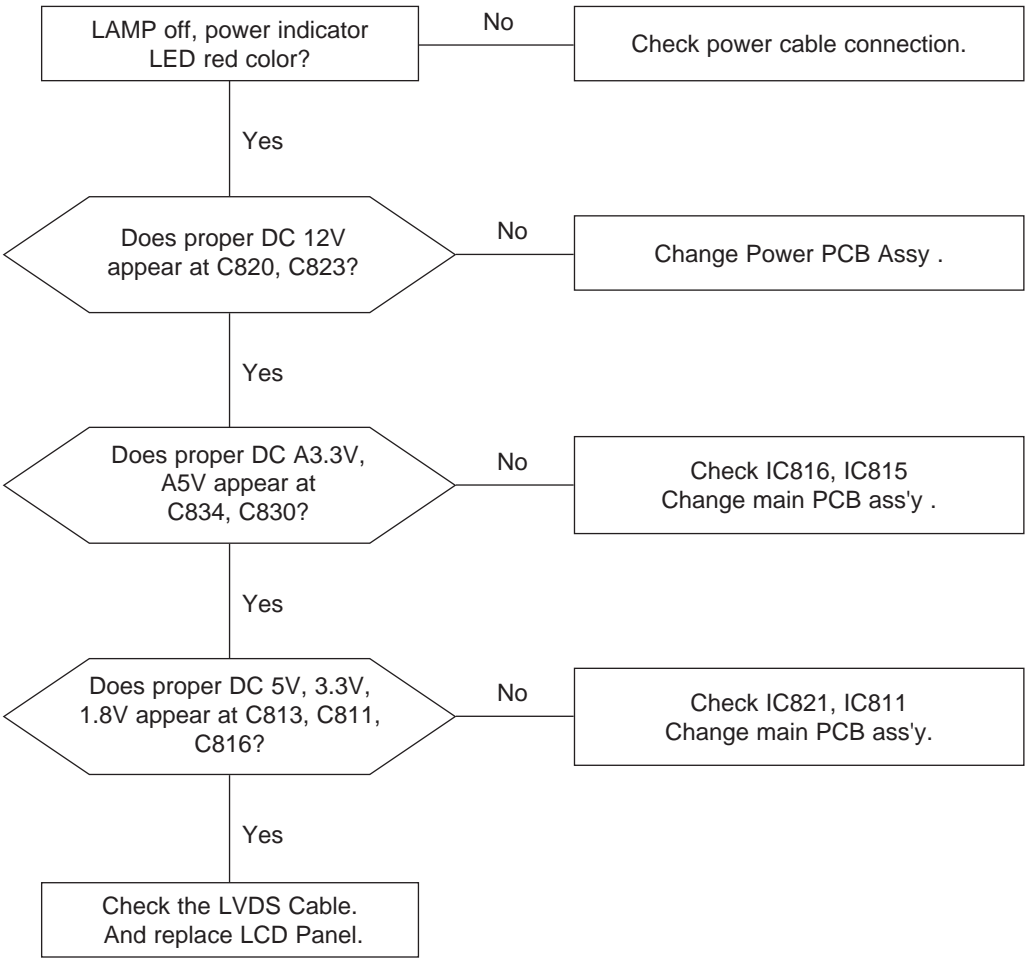 LAMP off, power indicator
LED red color?
No
Check power cable connection.
Yes
Does proper DC 12V
appear at C820, C823?
No
Change Power PCB Assy .
Yes
Does proper DC A3.3V,
A5V appear at
C834, C830?
No
Check IC816, IC815
Change main PCB ass'y .
Yes
Does proper DC 5V, 3.3V,
1.8V appear at C813, C811,
C816?
No
Check IC821, IC811
Change main PCB ass'y.
Yes
Check the LVDS Cable.
And replace LCD Panel.